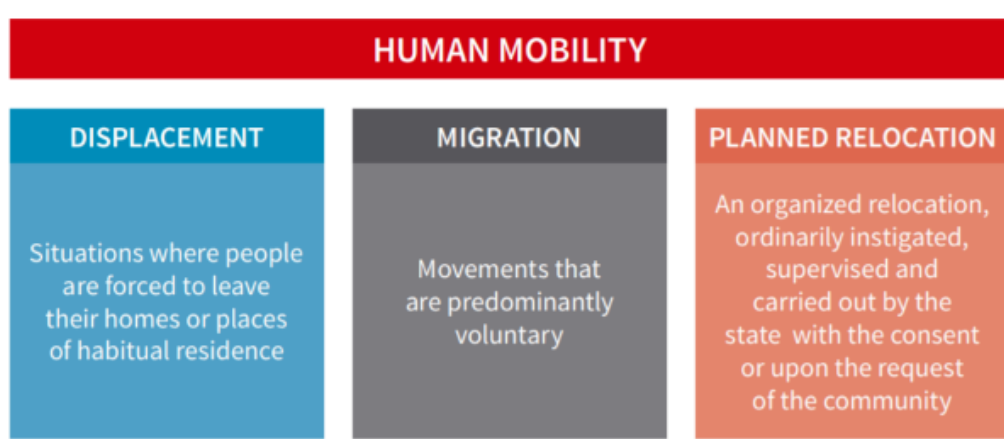 HUMAN MOBILITY
DISPLACEMENT
Situations where people
are forced to leave
their homes or places
of habitual residence
MIGRATION
Movements that
are predominantly
voluntary
PLANNED RELOCATION
An organized relocation,
ordinarily instigated,
supervised and
carried out by the
state with the consent
or upon the request
of the community